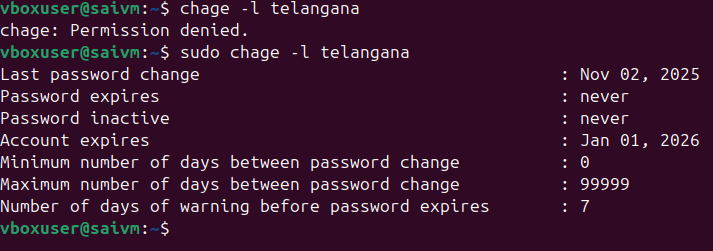 vboxuser@saivm:~$ chage -l telangana
chage: Permission denied.
vboxuser@saivm:~$ sudo chage -l telangana
Last password change : Nov 02, 2025
Password expires : never
Password inactive : never
Account expires : Jan 01, 2026
Minimum number of days between password change : 0
Maximum number of days between password change : 99999
Number of days of warning before password expires : 7
vboxuser@saivm:~$